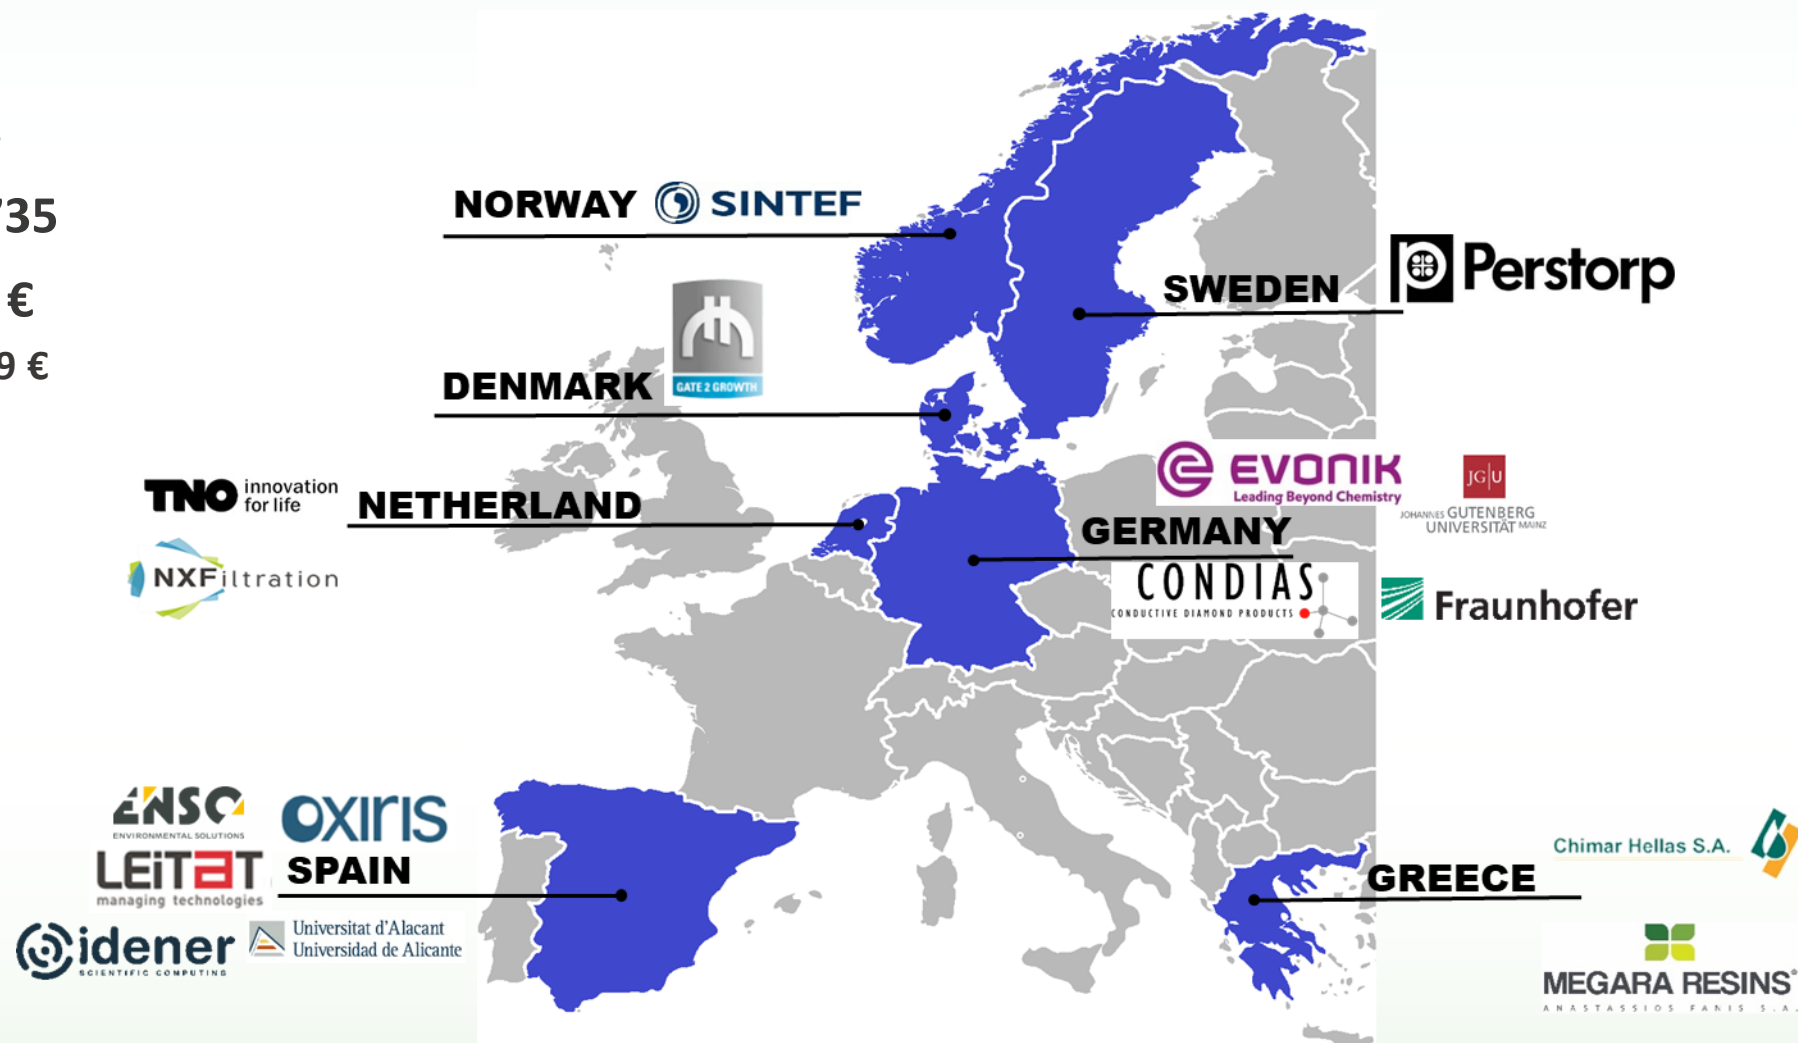 735
€
9 €
NORWAY
SINTEF
GATE 2 GROWTH
DENMARK
SWEDEN
Perstorp
TNO innovation
for life
NETHERLAND
NXFiltration
EVONIK
Leading Beyond Chemistry
JG|U
JOHANNES GUTENBERG
UNIVERSITÄT MAINZ
GERMANY
CONDIAS
CONDUCTIVE DIAMOND PRODUCTS
Fraunhofer
ENSO
ENVIRONMENTAL SOLUTIONS
OXIRIS
LEITAT
managing technologies
SPAIN
idener
SCIENTIFIC COMPUTING
Universitat d'Alacant
Universidad de Alicante
Chimar Hellas S.A.
GREECE
MEGARA RESINS®
ANASTASSIOS FANIS S.A.